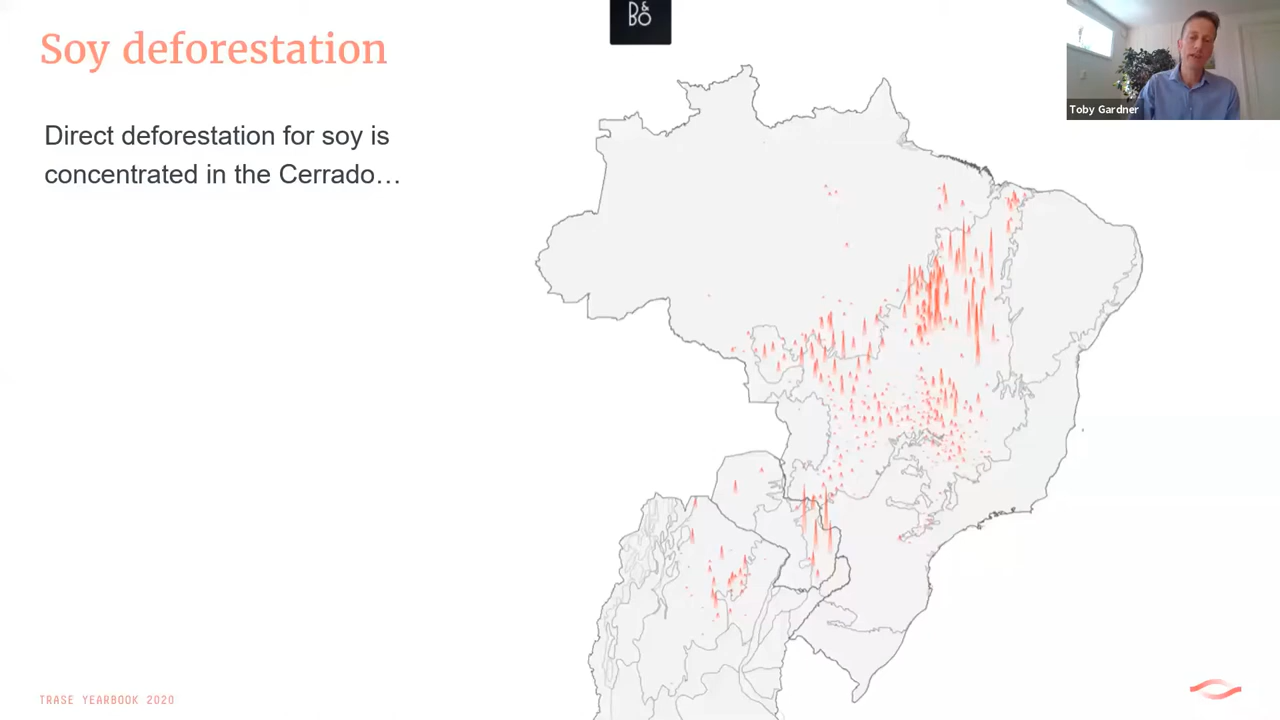 Soy deforestation
B&O
Toby Gardner
Direct deforestation for soy is
concentrated in the Cerrado…
TRASE YEARBOOK 2020